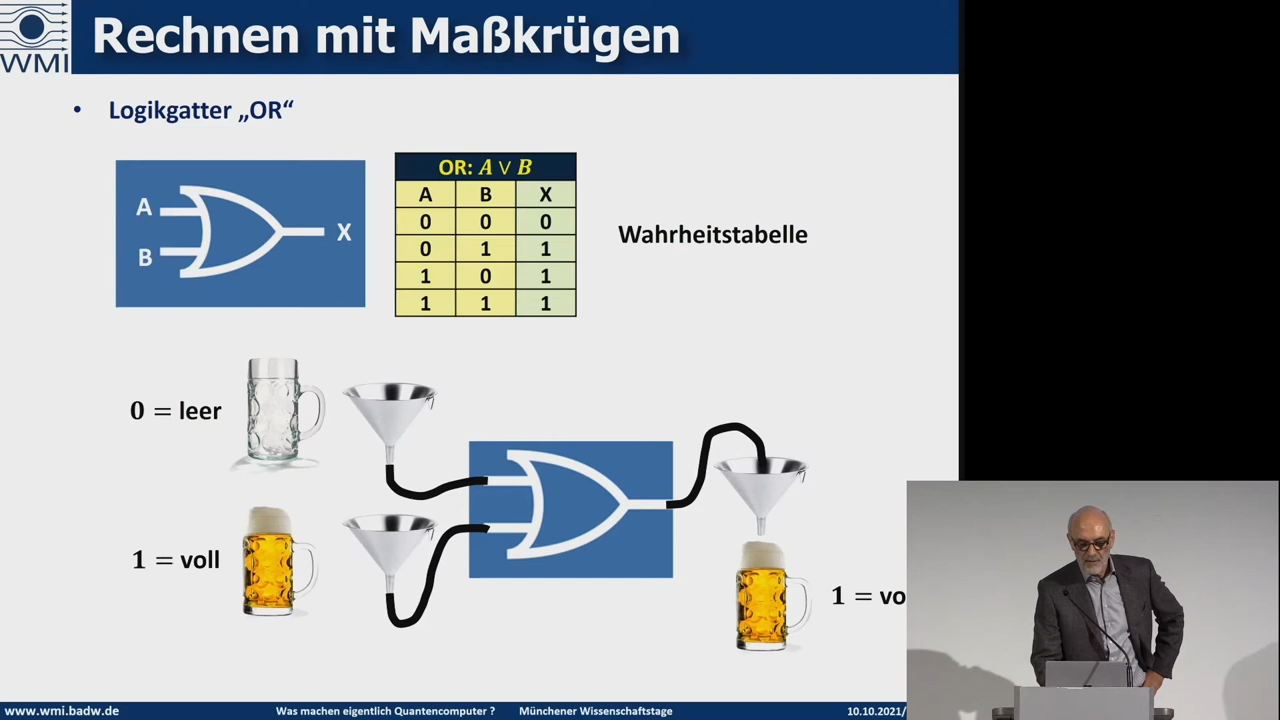 WMI
Rechnen mit Maßkrügen
• Logikgatter „OR“
A
B
X
OR: A ∨ B
A B X
0 0 0
0 1 1
1 0 1
1 1 1
Wahrheitstabelle
0 = leer
1 = voll
1 = vo
www.wmi.badw.de
Was machen eigentlich Quantencomputer ?
Münchener Wissenschaftstage
10.10.2021/